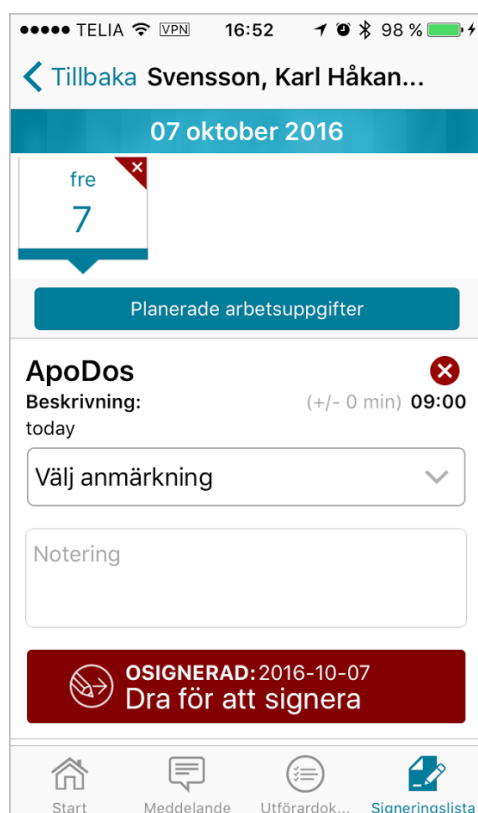 TELIA VPN 16:52 98 %
Tillbaka Svensson, Karl Håkan...
07 oktober 2016
fre
7
Planerade arbetsuppgifter
ApoDos
Beskrivning: (+/- 0 min) 09:00
today
Välj anmärkning
Notering
OSIGNERAD: 2016-10-07
Dra för att signera
Start Meddelande Utförardok... Signeringslista